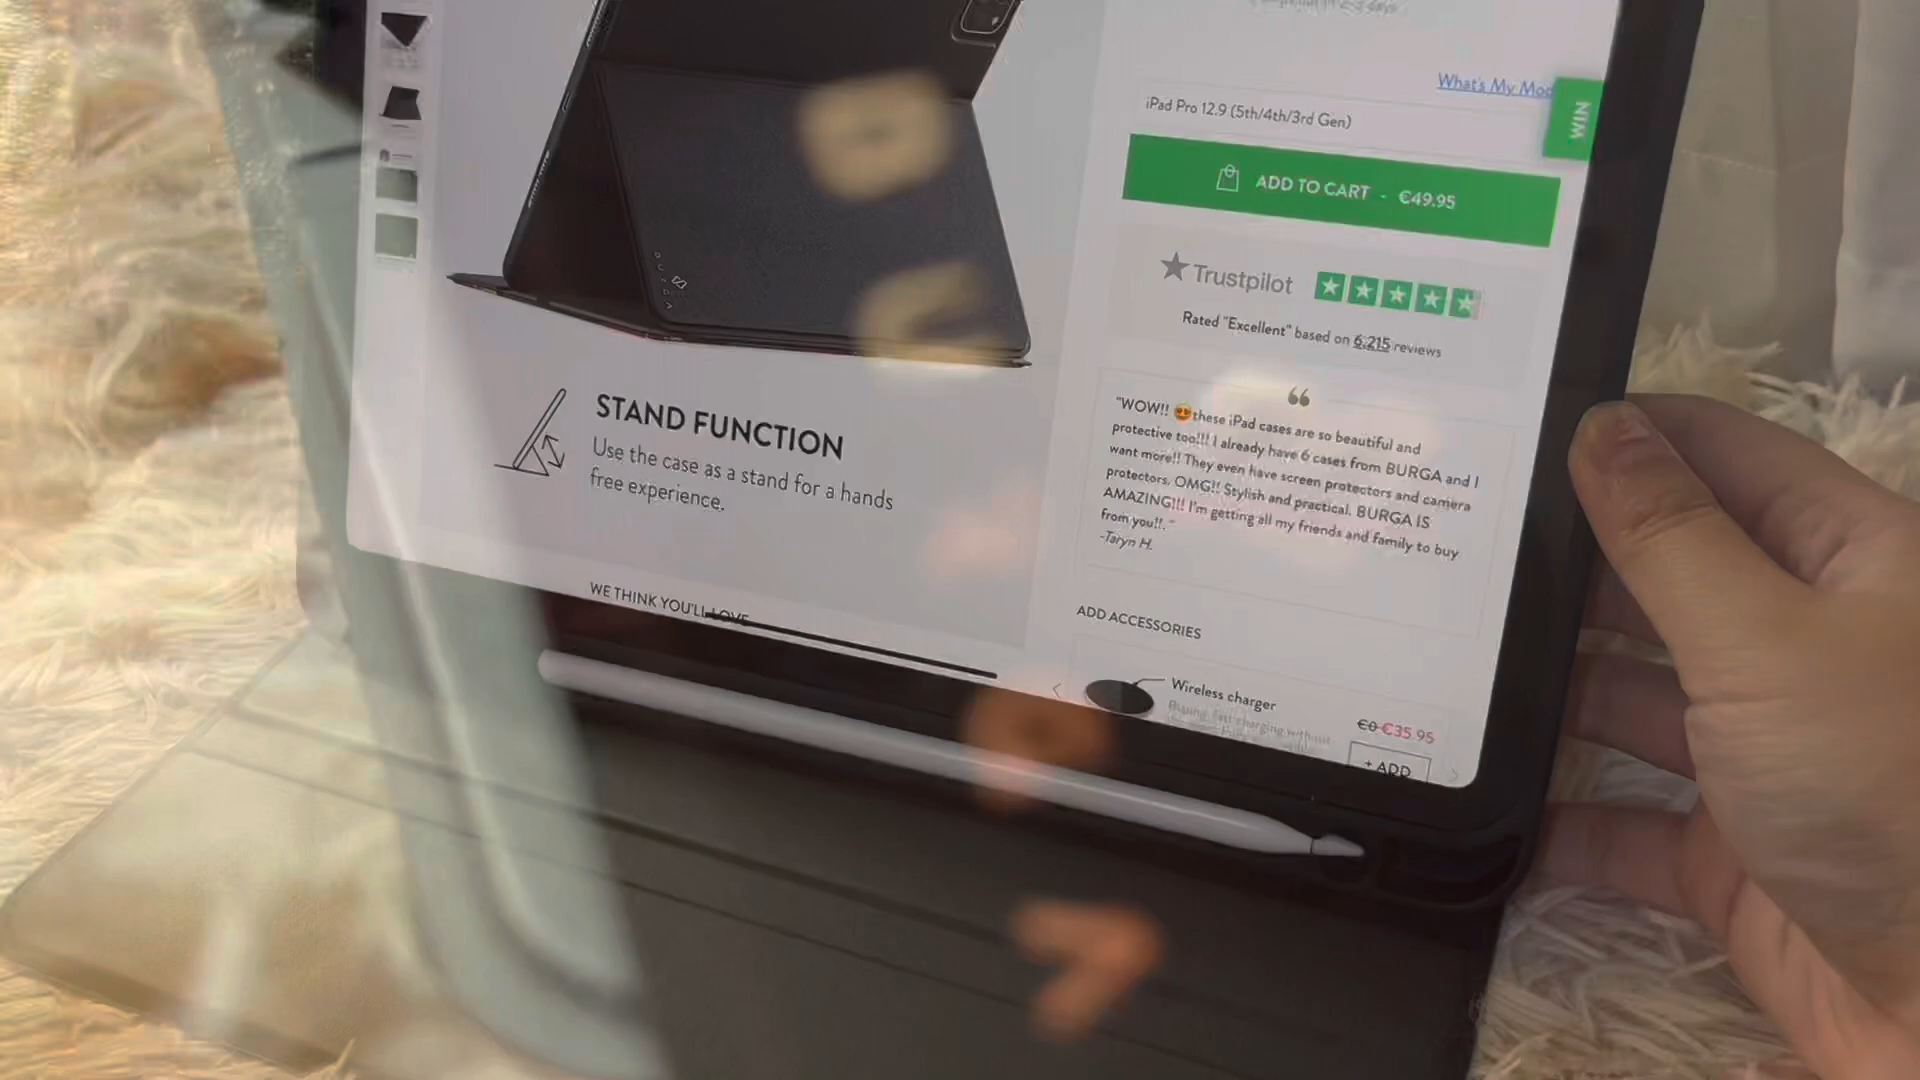 What's My Mod
WIN
iPad Pro 12.9 (5th/4th/3rd Gen)
ADD TO CART - €49.95
Trustpilot
Rated "Excellent" based on 6,215 reviews
STAND FUNCTION
Use the case as a stand for a hands
free experience.
"WOW!! 😍these iPad cases are so beautiful and
protective too!!! I already have 6 cases from BURGA and I
want more!! They even have screen protectors and camera
protectors, OMG!! Stylish and practical. BURGA IS
AMAZING!!! I'm getting all my friends and family to buy
from you!!. "
-Taryn H.
WE THINK YOU'LL LOVE
ADD ACCESSORIES
Wireless charger
€0 €35.95
+ ADD